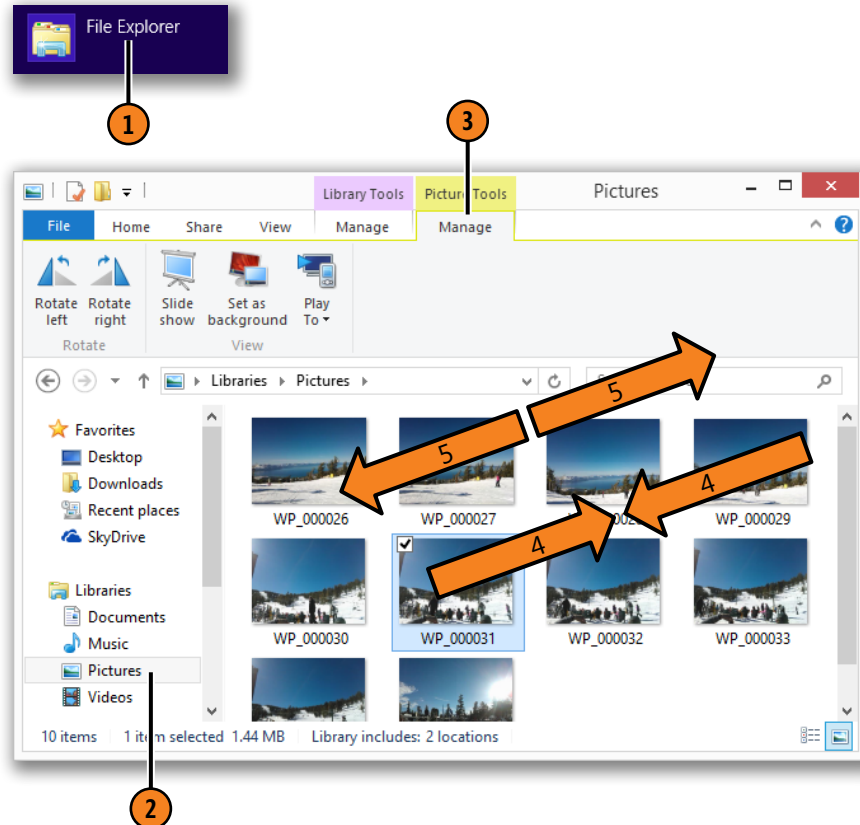 File Explorer
1
3
Library Tools
Picture Tools
Pictures
File
Home
Share
View
Manage
Manage
Rotate left
Rotate right
Slide show
Set as background
Play To
Rotate
View
Libraries
Pictures
5
5
4
4
Favorites
Desktop
Downloads
Recent places
SkyDrive
Libraries
Documents
Music
Pictures
Videos
WP_000026
WP_000027
WP_000029
WP_000030
WP_000031
WP_000032
WP_000033
10 items
1 item selected 1.44 MB
Library includes: 2 locations
2